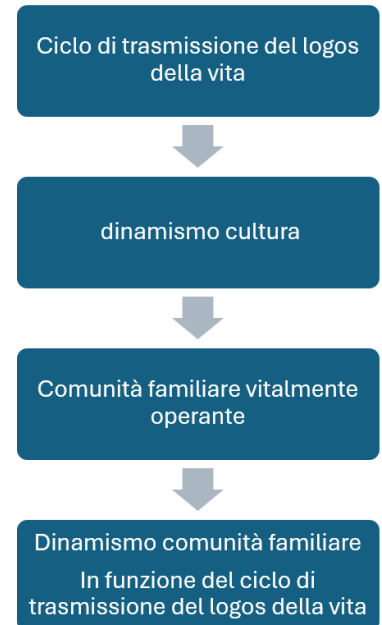 Ciclo di trasmissione del logos
della vita
dinamismo cultura
Comunità familiare vitalmente
operante
Dinamismo comunità familiare
In funzione del ciclo di
trasmissione del logos della vita